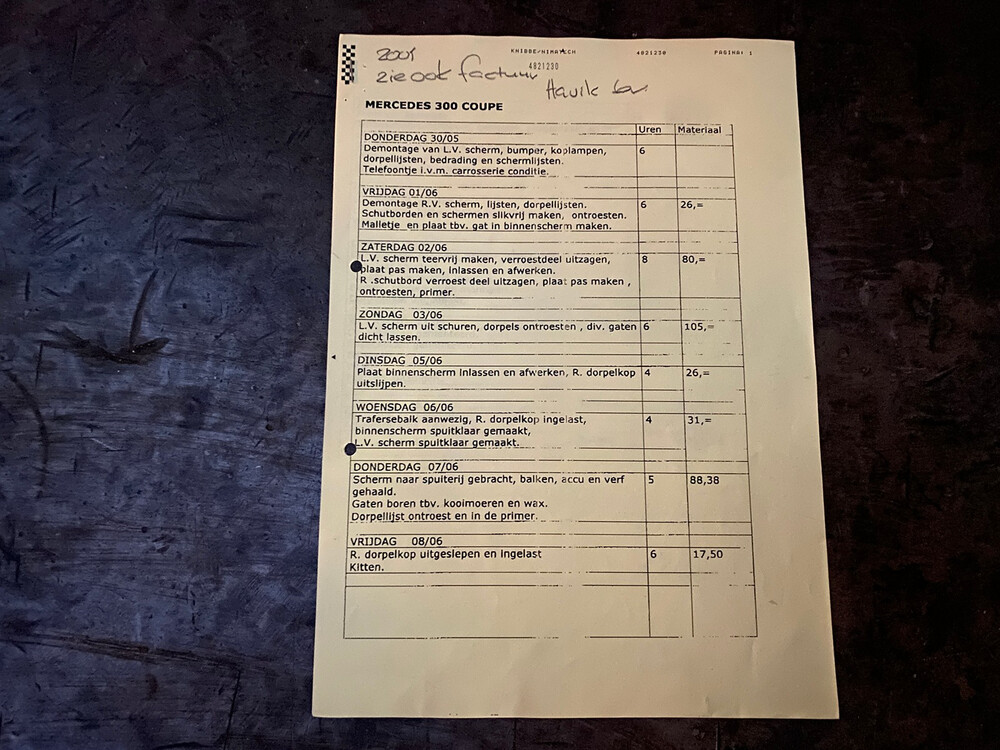 KNIBBE/NIMATECH 4821230 PAGINA: 1
2001
4821230
zie ook factuur
Havik
MERCEDES 300 COUPE
Uren Materiaal
DONDERDAG 30/05
Demontage van L.V. scherm, bumper, koplampen, 6
dorpellijsten, bedrading en schermlijsten.
Telefoontje i.v.m. carrosserie conditie.
VRIJDAG 01/06
Demontage R.V. scherm, lijsten, dorpellijsten. 6 26,=
Schutborden en schermen slikvrij maken, ontroesten.
Malletje en plaat tbv. gat in binnenscherm maken.
ZATERDAG 02/06
L.V. scherm teervrij maken, verroestdeel uitzagen, 8 80,=
plaat pas maken, inlassen en afwerken.
R .schutbord verroest deel uitzagen, plaat pas maken ,
ontroesten, primer.
ZONDAG 03/06
L.V. scherm uit schuren, dorpels ontroesten , div. gaten 6 105,=
dicht lassen.
DINSDAG 05/06
Plaat binnenscherm inlassen en afwerken, R. dorpelkop 4 26,=
uitslijpen.
WOENSDAG 06/06
Trafersebalk aanwezig, R. dorpelkop ingelast, 4 31,=
binnenscherm spuitklaar gemaakt,
L.V. scherm spuitklaar gemaakt.
DONDERDAG 07/06
Scherm naar spuiterij gebracht, balken, accu en verf 5 88,38
gehaald.
Gaten boren tbv. kooimoeren en wax.
Dorpellijst ontroest en in de primer.
VRIJDAG 08/06
R. dorpelkop uitgeslepen en ingelast 6 17,50
Kitten.